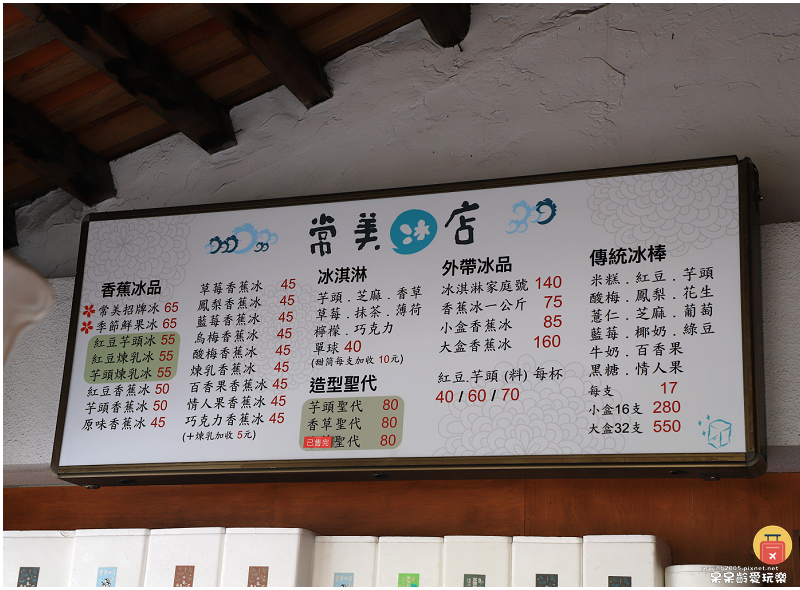 常美冰店
香蕉冰品
常美招牌冰 65
季節鮮果冰 65
紅豆芋頭冰 55
紅豆煉乳冰 55
芋頭煉乳冰 55
紅豆香蕉冰 50
芋頭香蕉冰 50
原味香蕉冰 45
草莓香蕉冰 45
鳳梨香蕉冰 45
藍莓香蕉冰 45
烏梅香蕉冰 45
酸梅香蕉冰 45
煉乳香蕉冰 45
百香果香蕉冰 45
情人果香蕉冰 45
巧克力香蕉冰 45
(＋煉乳加收 5元)
冰淇淋
芋頭．芝麻．香草
草莓．抹茶．薄荷
檸檬．巧克力
單球 40
(甜筒每支加收 10元)
造型聖代
芋頭聖代 80
香草聖代 80
已售完 聖代 80
外帶冰品
冰淇淋家庭號 140
香蕉冰一公斤 75
小盒香蕉冰 85
大盒香蕉冰 160
紅豆.芋頭 (料) 每杯
40 / 60 / 70
傳統冰棒
米糕．紅豆．芋頭
酸梅．鳳梨．花生
薏仁．芝麻．葡萄
藍莓．椰奶．綠豆
牛奶．百香果
黑糖．情人果
每支 17
小盒16支 280
大盒32支 550
呆呆齡愛玩樂